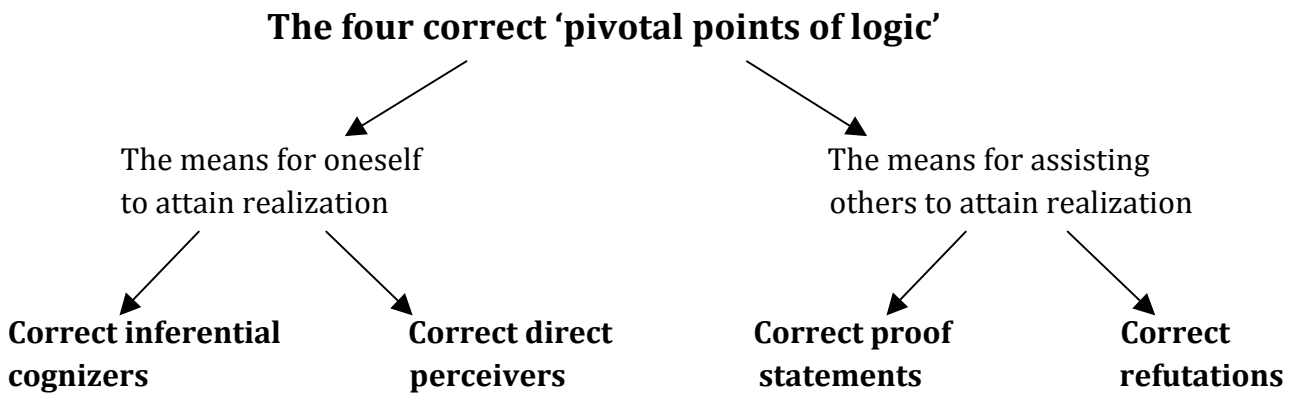 The four correct ‘pivotal points of logic’
The means for oneself
to attain realization
The means for assisting
others to attain realization
Correct inferential
cognizers
Correct direct
perceivers
Correct proof
statements
Correct
refutations